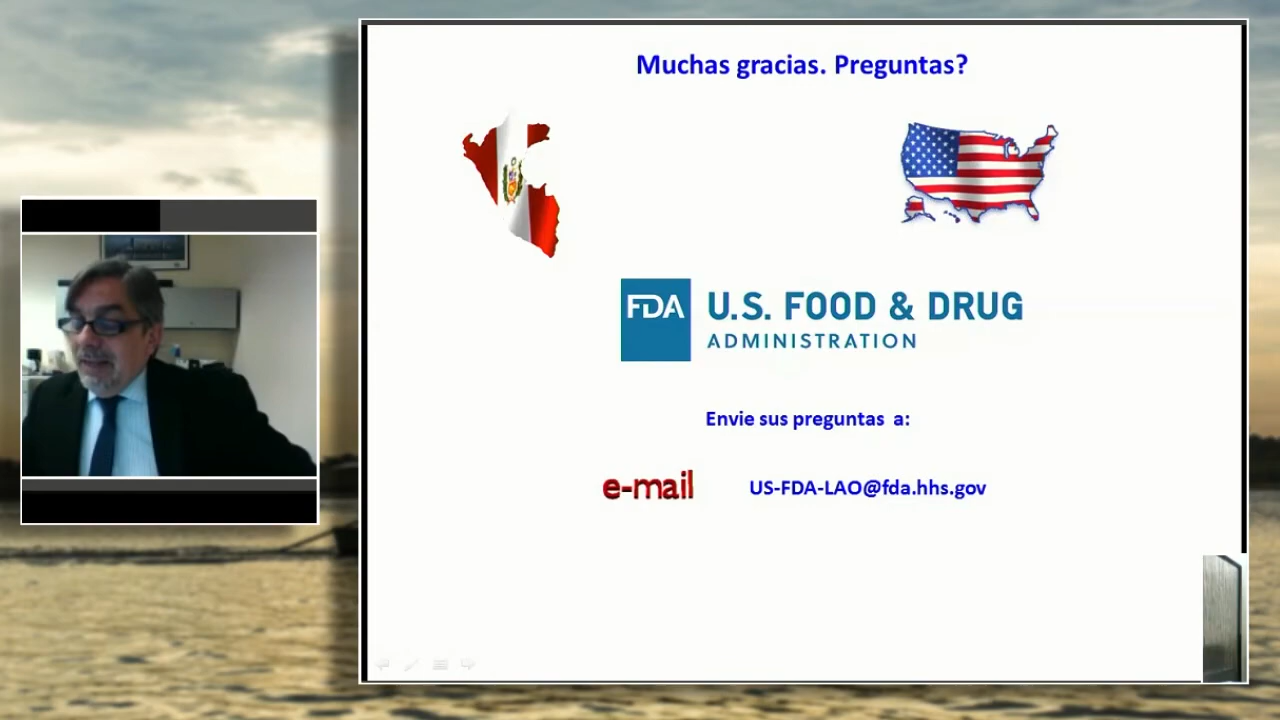 Muchas gracias. Preguntas?
FDA U.S. FOOD & DRUG
ADMINISTRATION
Envie sus preguntas a:
e-mail US-FDA-LAO@fda.hhs.gov